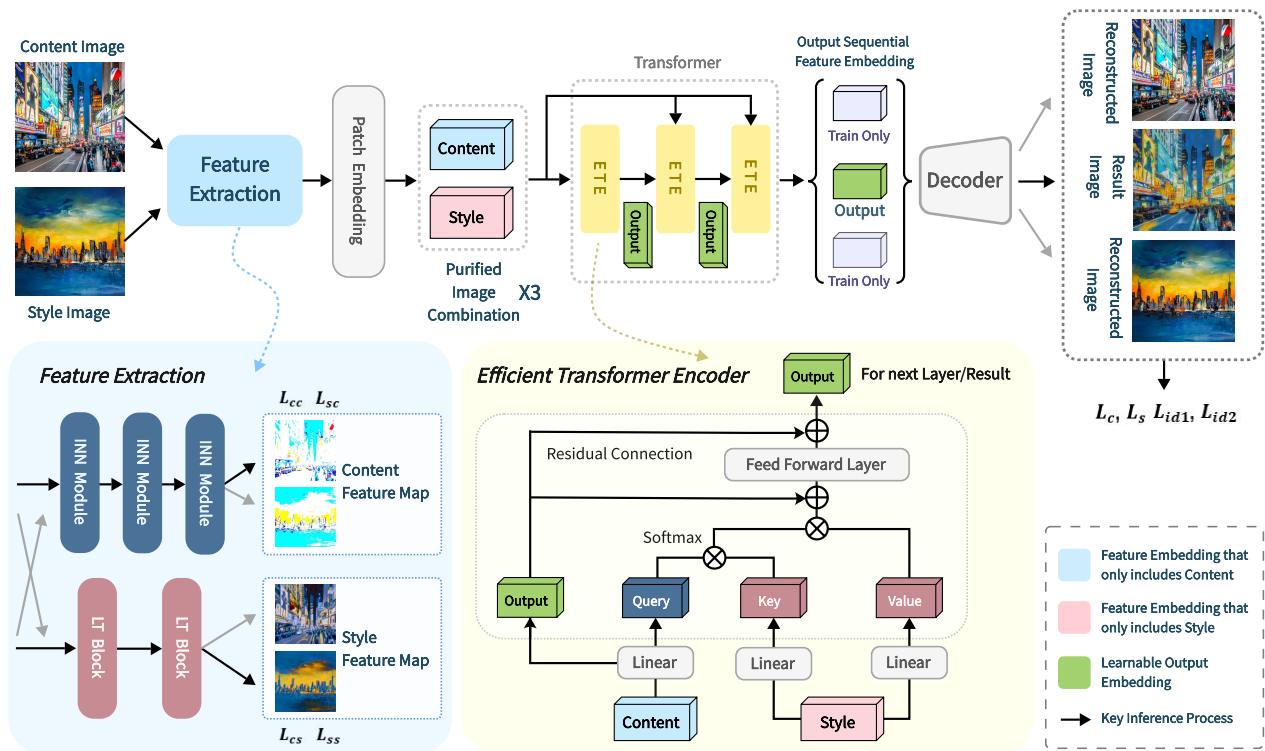 Content Image
Style Image
Feature
Extraction
Patch Embedding
Content
Style
Purified
Image
Combination
X3
Transformer
ETE
ETE
ETE
Output
Output
Output Sequential
Feature Embedding
Train Only
Output
Train Only
Decoder
Reconstructed
Image
Result
Image
Reconstructed
Image
L_cc L_sc
L_c, L_s L_id1, L_id2
Feature Extraction
INN Module
INN Module
INN Module
Content
Feature Map
LT Block
LT Block
Style
Feature Map
L_cs L_ss
Efficient Transformer Encoder
Output
For next Layer/Result
Residual Connection
Feed Forward Layer
Softmax
Output
Query
Key
Value
Linear
Linear
Linear
Content
Style
Feature Embedding that
only includes Content
Feature Embedding that
only includes Style
Learnable Output
Embedding
Key Inference Process